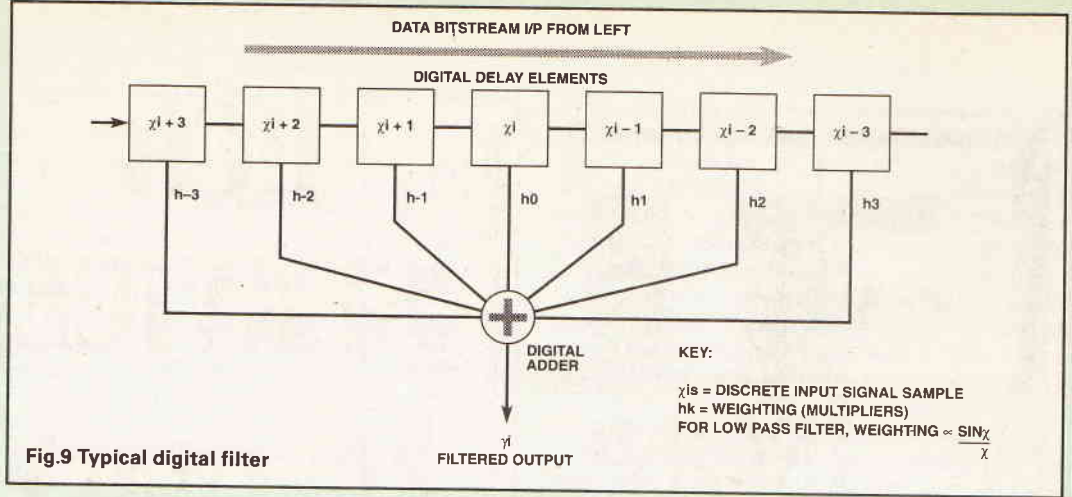 DATA BITSTREAM I/P FROM LEFT
DIGITAL DELAY ELEMENTS
χi + 3 χi + 2 χi + 1 χi χi – 1 χi – 2 χi – 3
h–3 h-2 h-1 h0 h1 h2 h3
DIGITAL
ADDER
γi
FILTERED OUTPUT
KEY:
χis = DISCRETE INPUT SIGNAL SAMPLE
hk = WEIGHTING (MULTIPLIERS)
FOR LOW PASS FILTER, WEIGHTING ∝ SINχ
χ
Fig.9 Typical digital filter